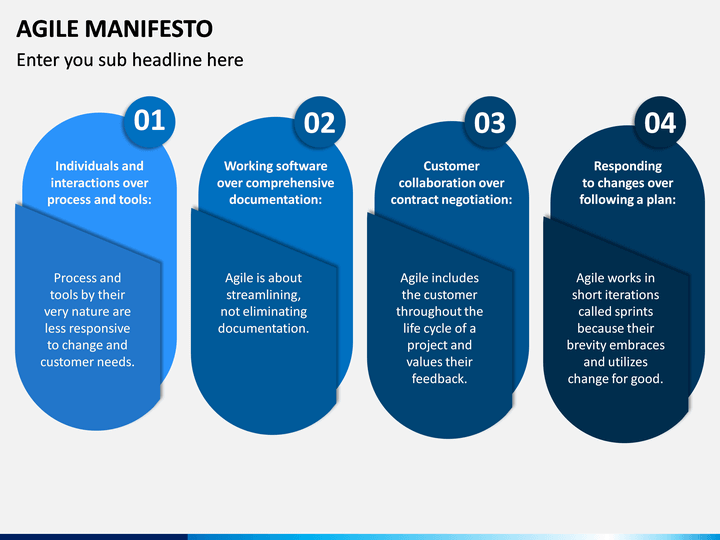 AGILE MANIFESTO
Enter you sub headline here
01
Individuals and
interactions over
process and tools:
Process and
tools by their
very nature are
less responsive
to change and
customer needs.
02
Working software
over comprehensive
documentation:
Agile is about
streamlining,
not eliminating
documentation.
03
Customer
collaboration over
contract negotiation:
Agile includes
the customer
throughout the
life cycle of a
project and
values their
feedback.
04
Responding
to changes over
following a plan:
Agile works in
short iterations
called sprints
because their
brevity embraces
and utilizes
change for good.